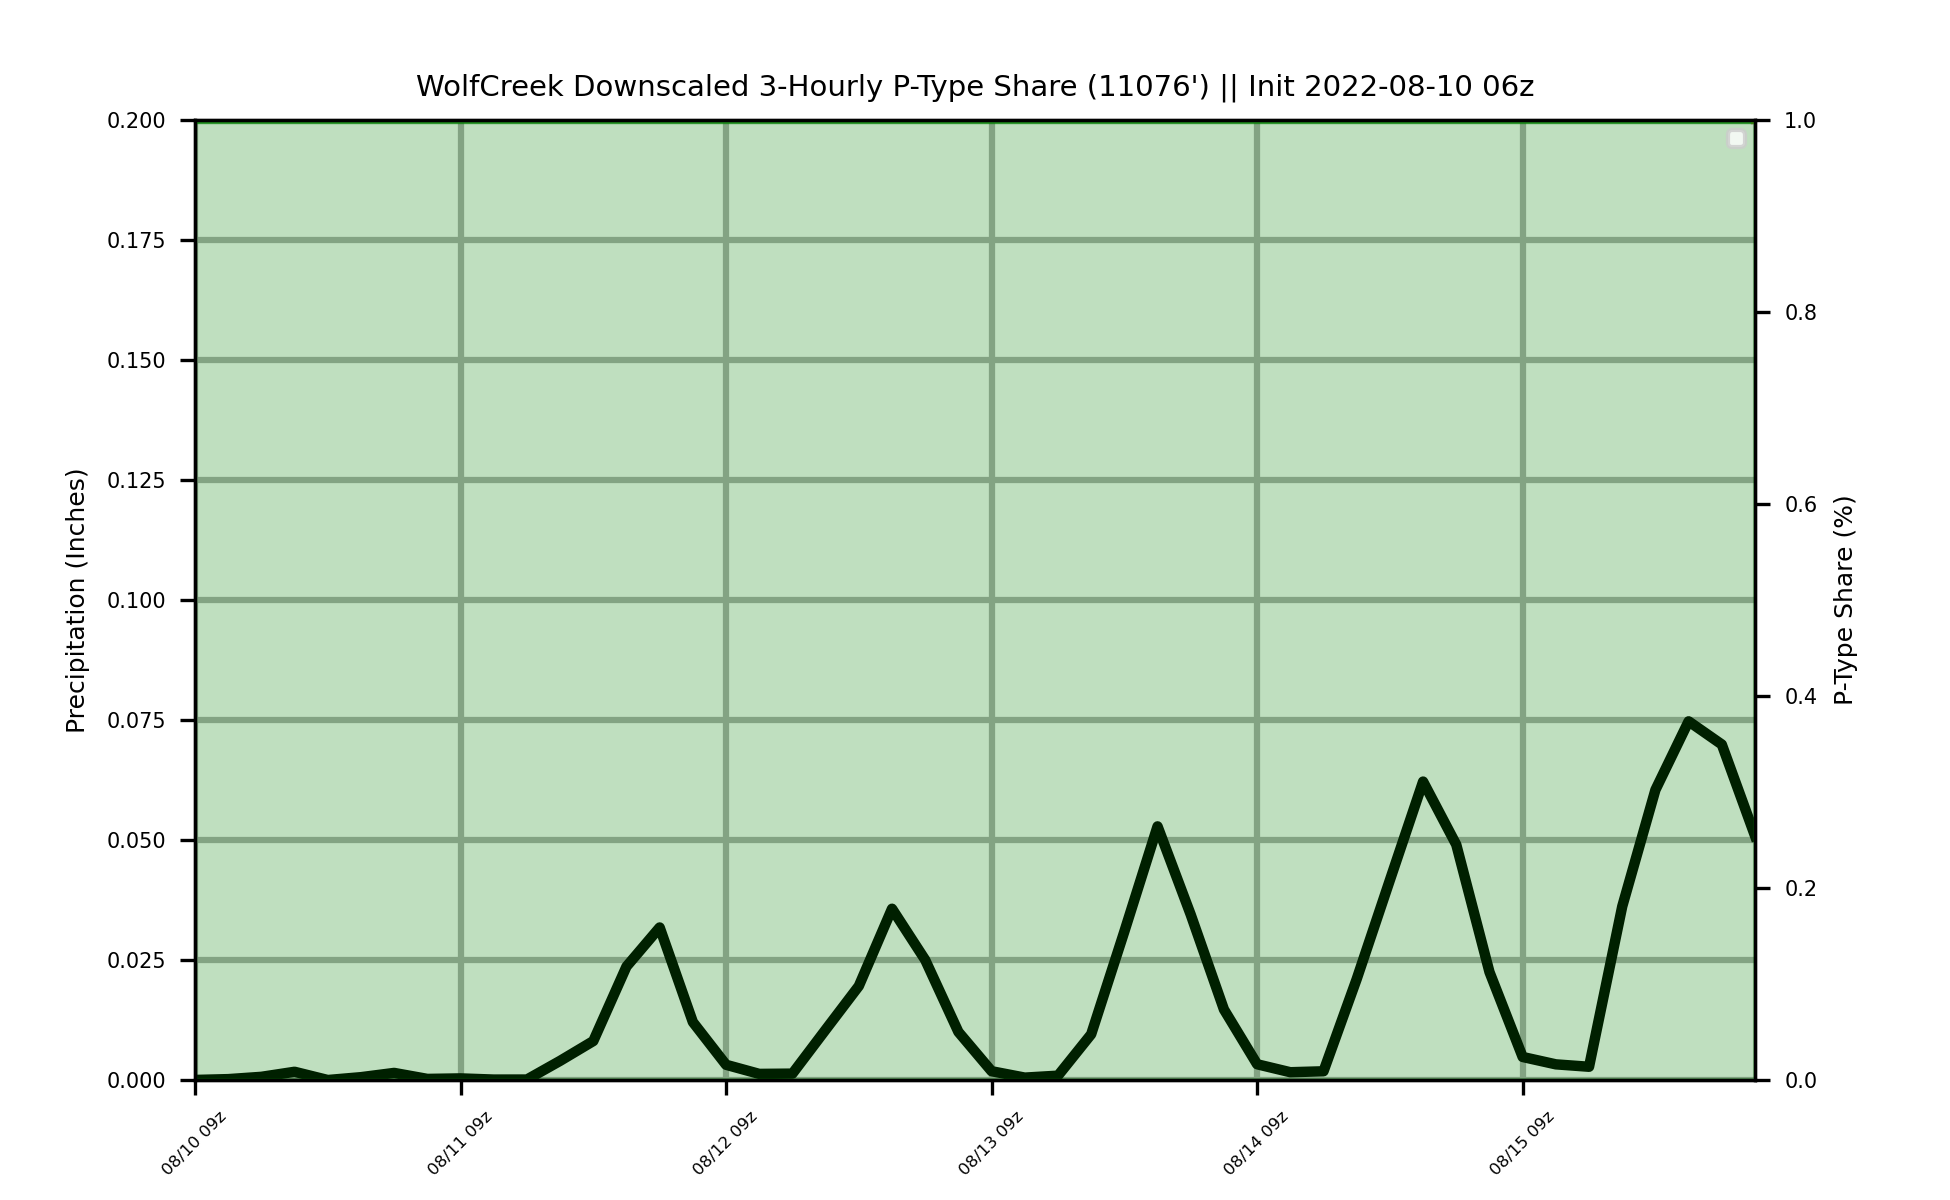 WolfCreek Downscaled 3-Hourly P-Type Share (11076') || Init 2022-08-10 06z
0.200
0.175
0.150
0.125
0.100
0.075
0.050
0.025
0.000
Precipitation (Inches)
1.0
0.8
0.6
0.4
0.2
0.0
P-Type Share (%)
08/10 09z
08/11 09z
08/12 09z
08/13 09z
08/14 09z
08/15 09z